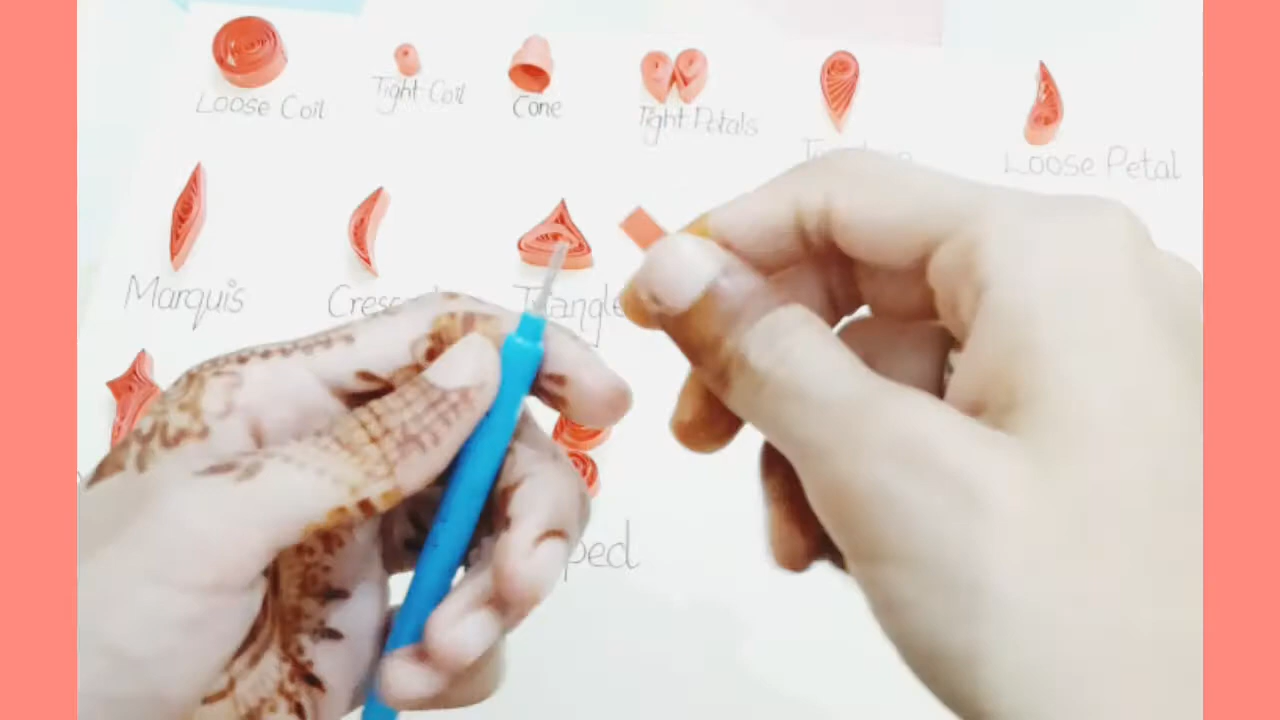 Loose Coil
Tight Coil
Cone
Tight Petals
Loose Petal
Marquis
Triangle